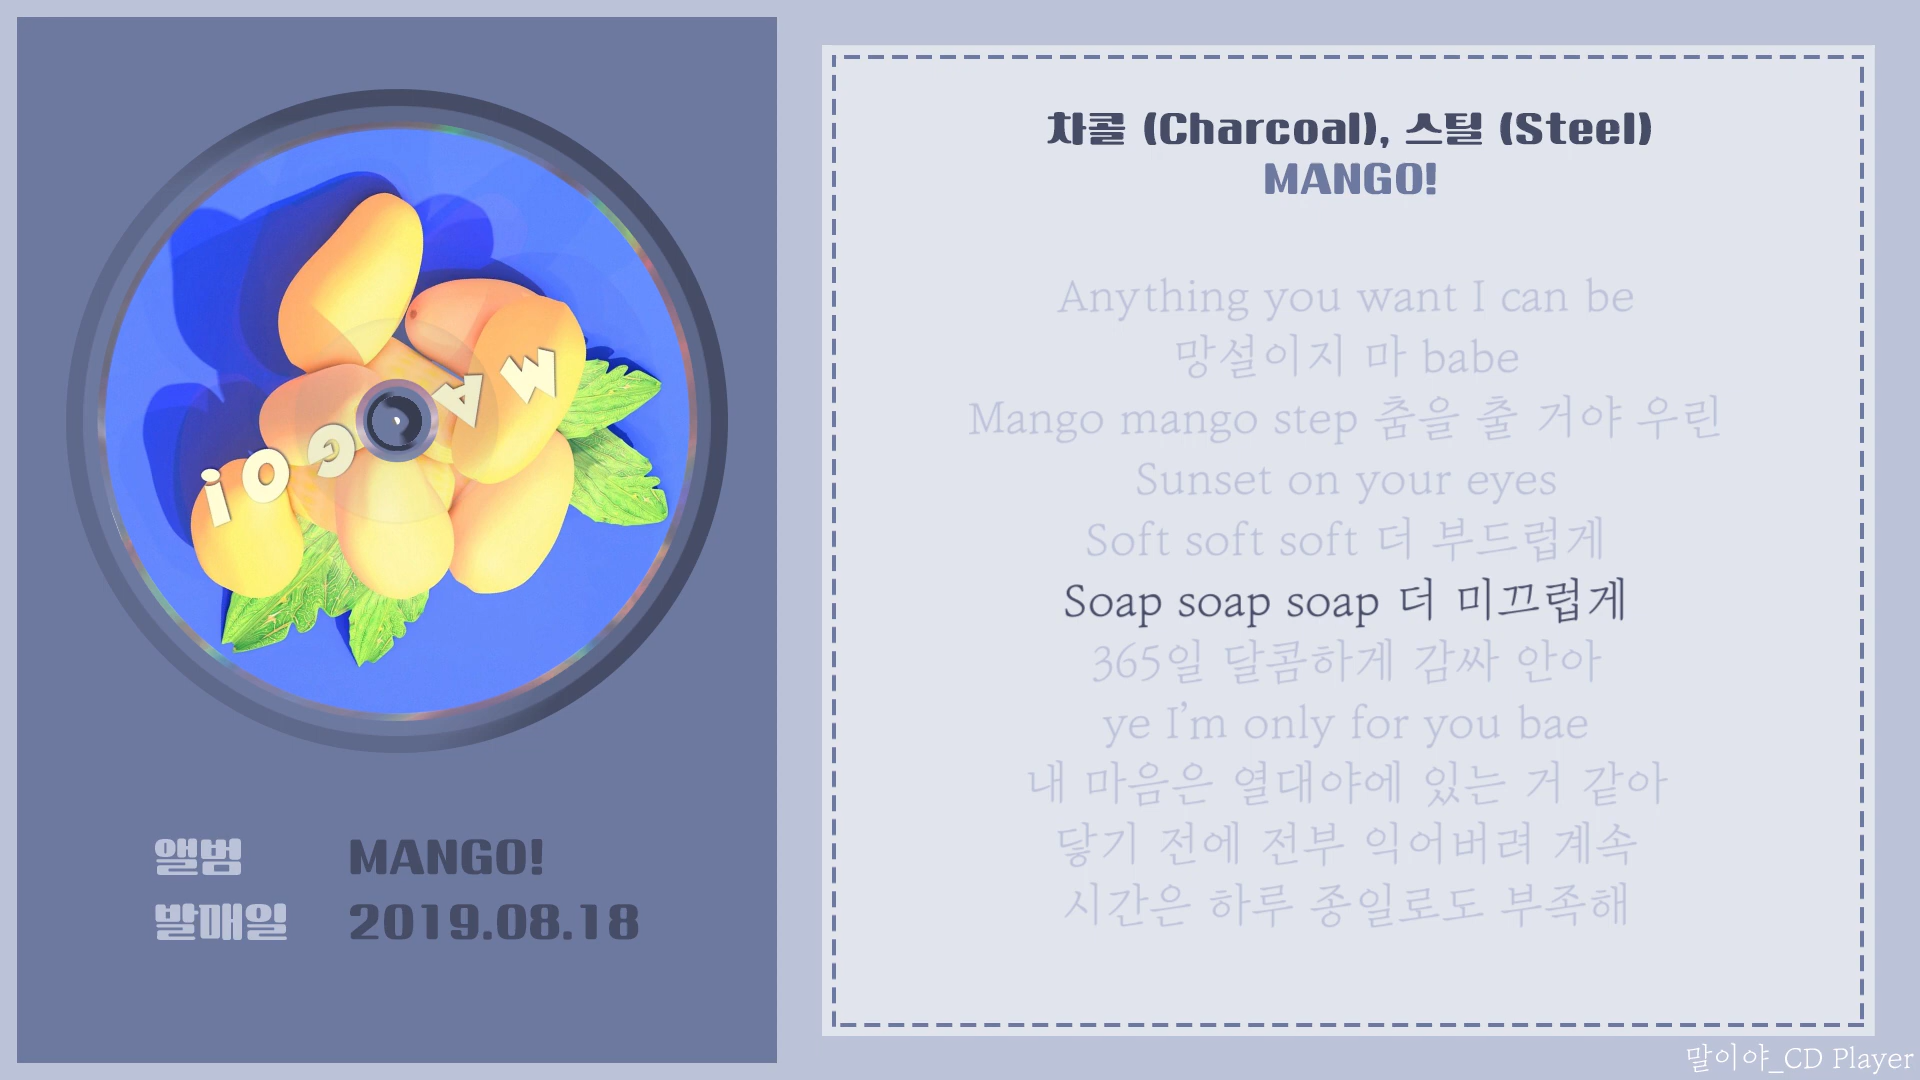 MANGO!
앨범 MANGO!
발매일 2019.08.18
차콜 (Charcoal), 스틸 (Steel)
MANGO!
Anything you want I can be
망설이지 마 babe
Mango mango step 춤을 출 거야 우린
Sunset on your eyes
Soft soft soft 더 부드럽게
Soap soap soap 더 미끄럽게
365일 달콤하게 감싸 안아
ye I’m only for you bae
내 마음은 열대야에 있는 거 같아
닿기 전에 전부 익어버려 계속
시간은 하루 종일로도 부족해
말이야_CD Player